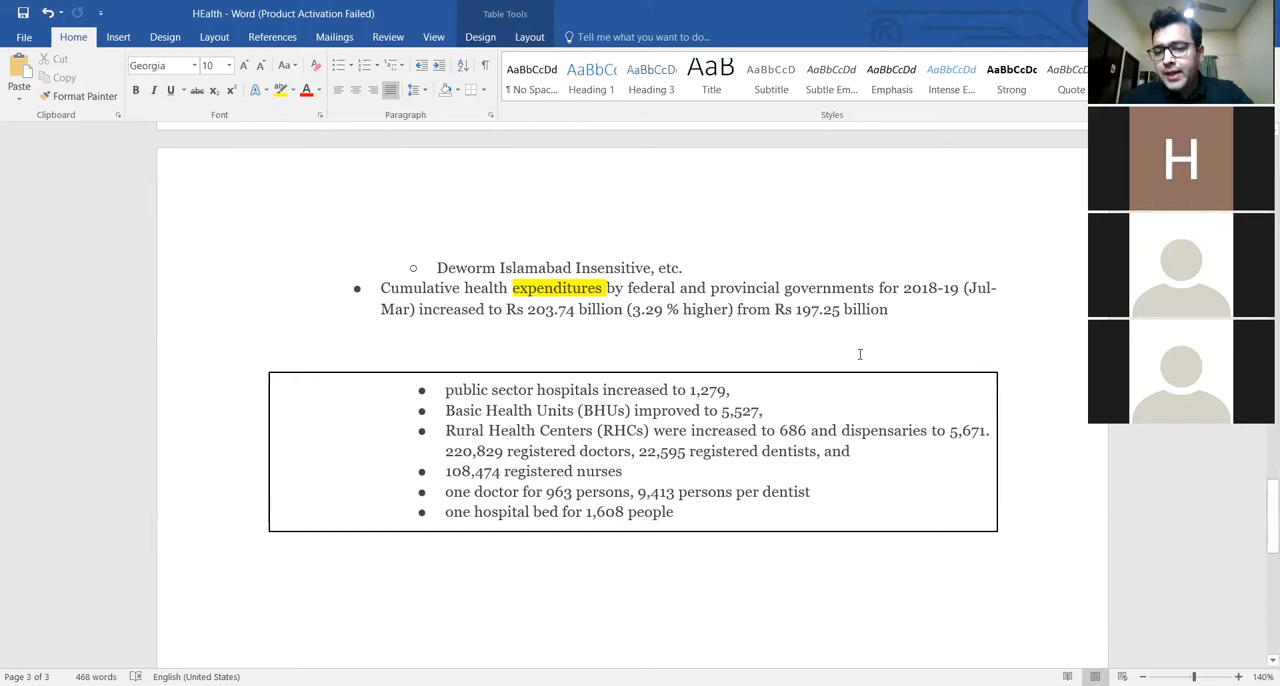 HEalth - Word (Product Activation Failed)
Table Tools
File Home Insert Design Layout References Mailings Review View Design Layout Tell me what you want to do...
Cut
Copy
Format Painter
Paste
Georgia 10
Aa
B I U abc X2 X2 A A
AaBbCcDd AaBbCc AaBbCcDd AaB AaBbCcD AaBbCcDd AaBbCcDd AaBbCcDd AaBbCcDc AaBbCcDd
¶ No Spac... Heading 1 Heading 3 Title Subtitle Subtle Em... Emphasis Intense E... Strong Quote
Clipboard Font Paragraph Styles
H
○ Deworm Islamabad Insensitive, etc.
● Cumulative health expenditures by federal and provincial governments for 2018-19 (Jul-
Mar) increased to Rs 203.74 billion (3.29 % higher) from Rs 197.25 billion
● public sector hospitals increased to 1,279,
● Basic Health Units (BHUs) improved to 5,527,
● Rural Health Centers (RHCs) were increased to 686 and dispensaries to 5,671.
220,829 registered doctors, 22,595 registered dentists, and
● 108,474 registered nurses
● one doctor for 963 persons, 9,413 persons per dentist
● one hospital bed for 1,608 people
Page 3 of 3 468 words English (United States) 140%